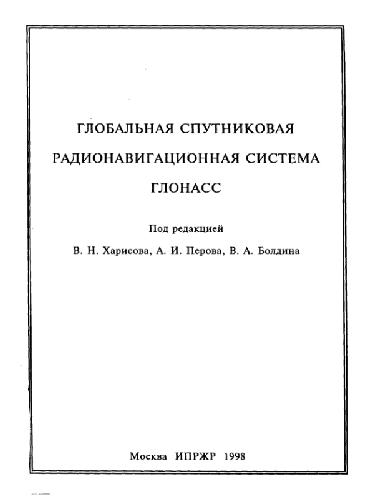 ГЛОБАЛЬНАЯ СПУТНИКОВАЯ
РАДИОНАВИГАЦИОННАЯ СИСТЕМА
ГЛОНАСС
Под редакцией
В. Н. Харисова, А. И. Перова, В. А. Болдина
Москва ИПРЖР 1998